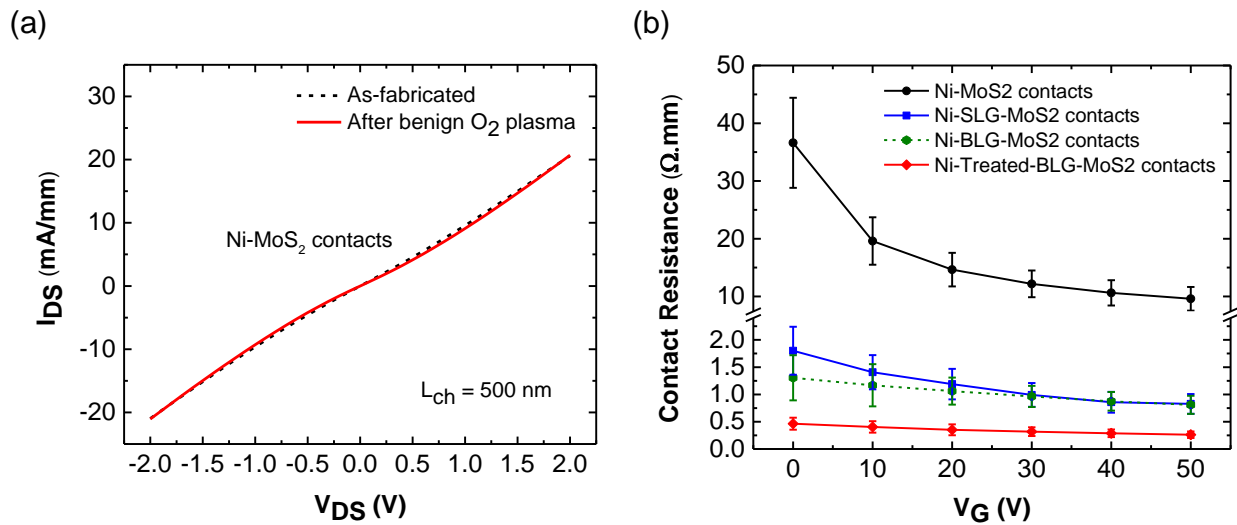 (a)
30
20
10
0
-10
-20
I_DS (mA/mm)
As-fabricated
After benign O2 plasma
Ni-MoS2 contacts
L_ch = 500 nm
-2.0 -1.5 -1.0 -0.5 0.0 0.5 1.0 1.5 2.0
V_DS (V)
(b)
50
40
30
20
10
2.0
1.5
1.0
0.5
0.0
Contact Resistance (Ω.mm)
Ni-MoS2 contacts
Ni-SLG-MoS2 contacts
Ni-BLG-MoS2 contacts
Ni-Treated-BLG-MoS2 contacts
0 10 20 30 40 50
V_G (V)